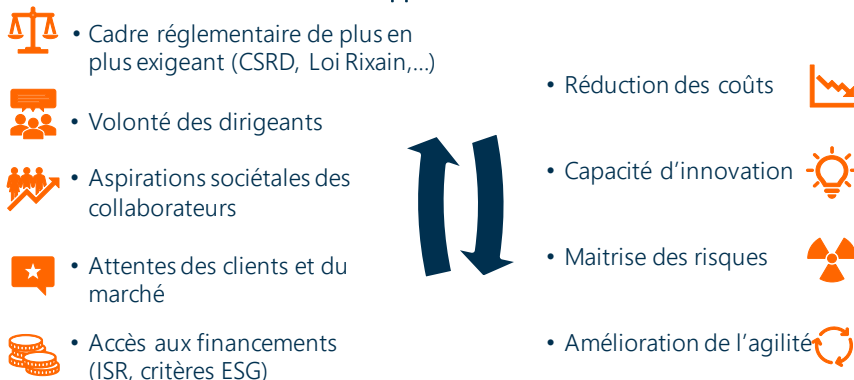 • Cadre réglementaire de plus en
plus exigeant (CSRD, Loi Rixain,...)
• Volonté des dirigeants
• Aspirations sociétales des
collaborateurs
• Attentes des clients et du
marché
• Accès aux financements
(ISR, critères ESG)
• Réduction des coûts
• Capacité d’innovation
• Maitrise des risques
• Amélioration de l’agilité